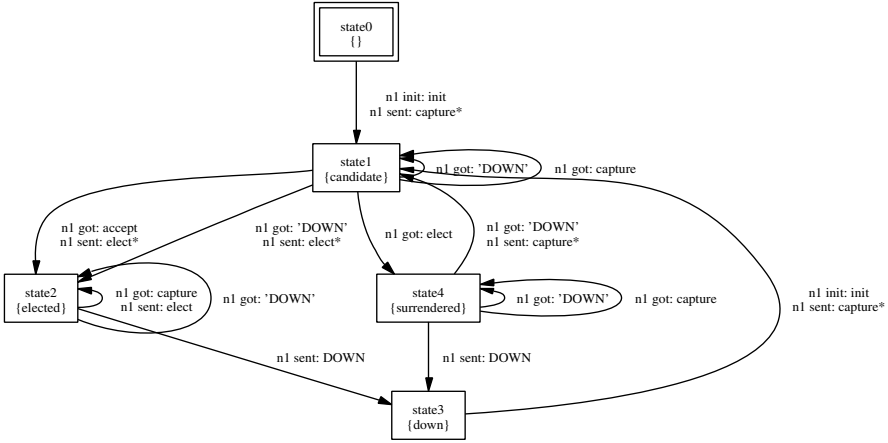 state0
{}
n1 init: init
n1 sent: capture*
state1
{candidate}
n1 got: ’DOWN’
n1 got: capture
n1 got: accept
n1 sent: elect*
n1 got: ’DOWN’
n1 sent: elect*
n1 got: elect
n1 got: ’DOWN’
n1 sent: capture*
state2
{elected}
n1 got: capture
n1 sent: elect
n1 got: ’DOWN’
state4
{surrendered}
n1 got: ’DOWN’
n1 got: capture
n1 init: init
n1 sent: capture*
n1 sent: DOWN
n1 sent: DOWN
state3
{down}